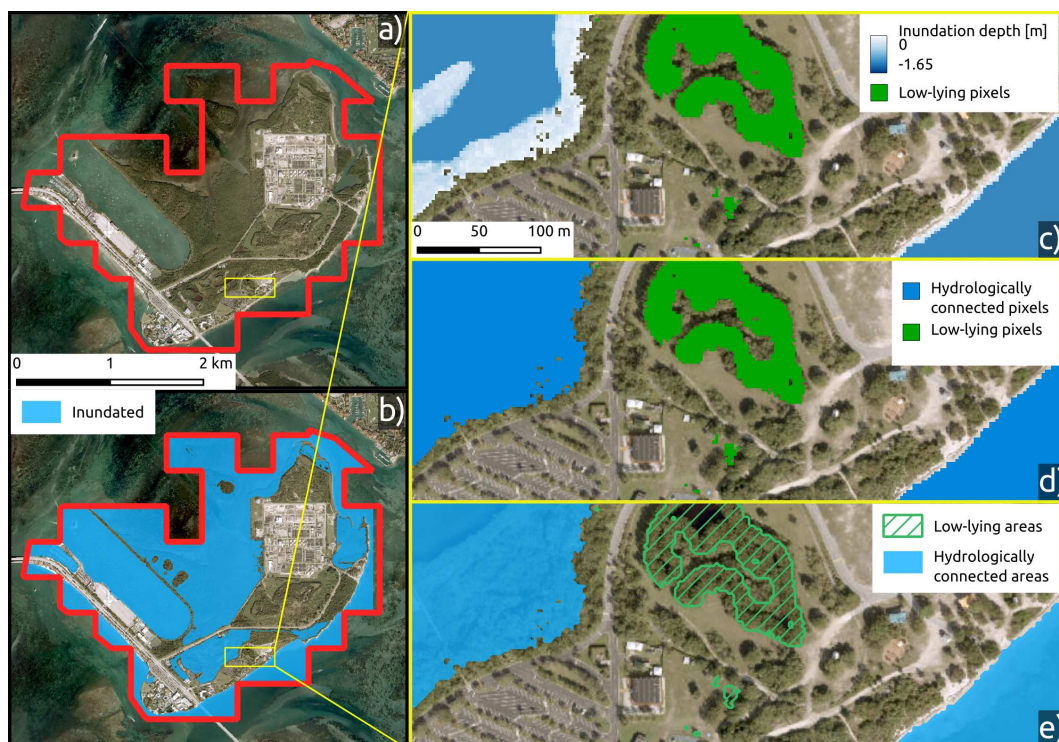 a)
0 1 2 km
Inundated
b)
Inundation depth [m]
0
-1.65
Low-lying pixels
0 50 100 m
c)
Hydrologically
connected pixels
Low-lying pixels
d)
Low-lying areas
Hydrologically
connected areas
e)